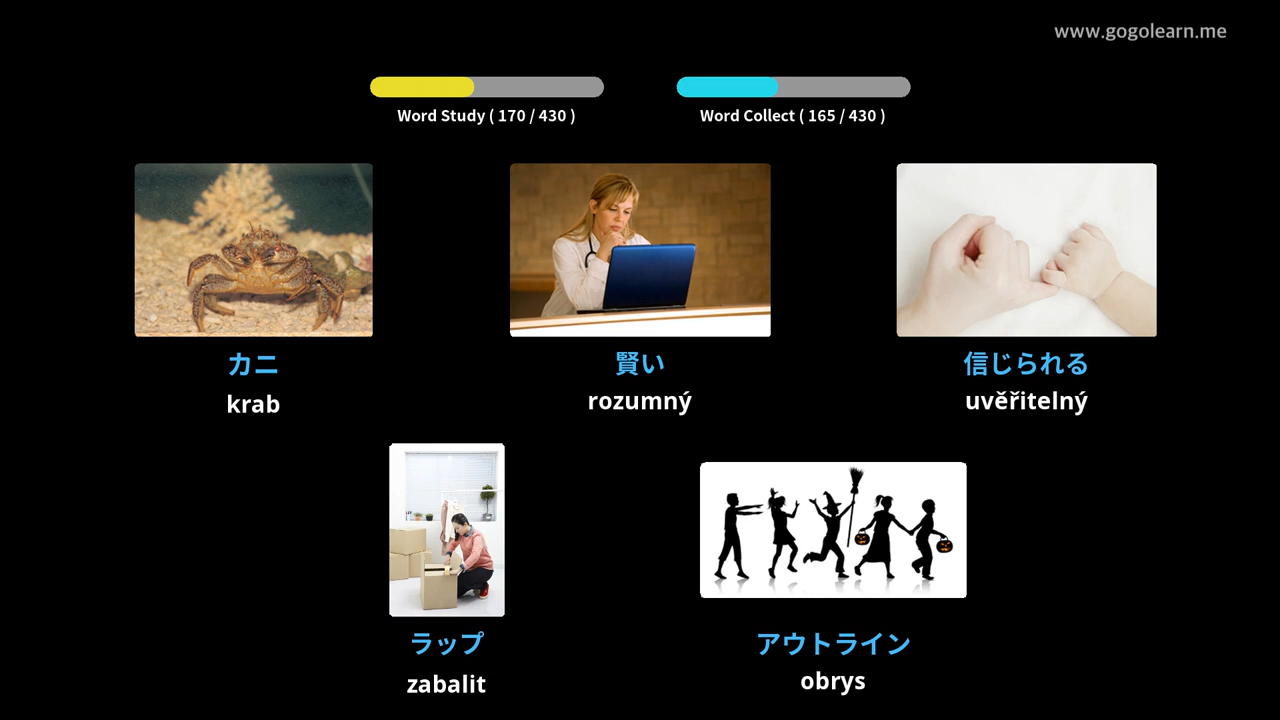 www.gogolearn.me
Word Study ( 170 / 430 )
Word Collect ( 165 / 430 )
カニ
krab
賢い
rozumný
信じられる
uvěřitelný
ラップ
zabalit
アウトライン
obrys